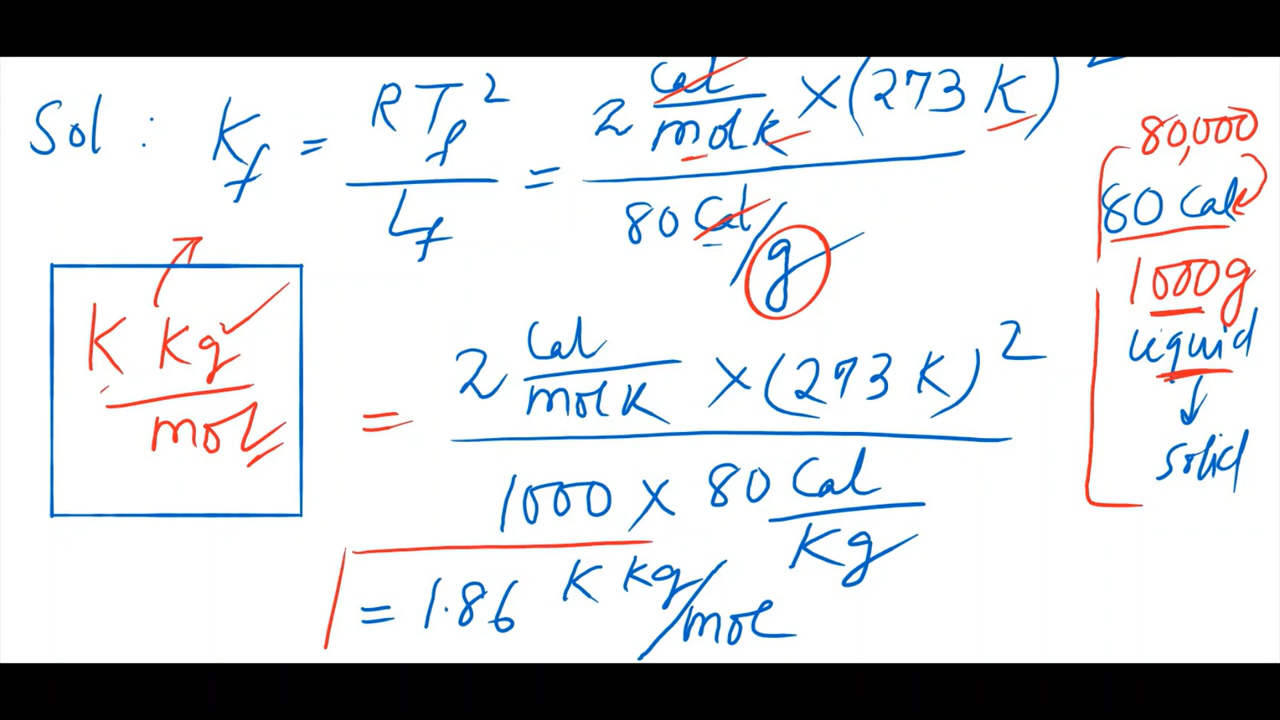 Sol : Kf = RTf² / Lf = 2 Cal / mol K × (273 K)² / 80 Cal/g
80,000
80 Cal
1000g
liquid
↓
solid
K Kg / mol
= 2 Cal / mol K × (273 K)² / 1000 × 80 Cal / Kg
= 1.86 K Kg/mol